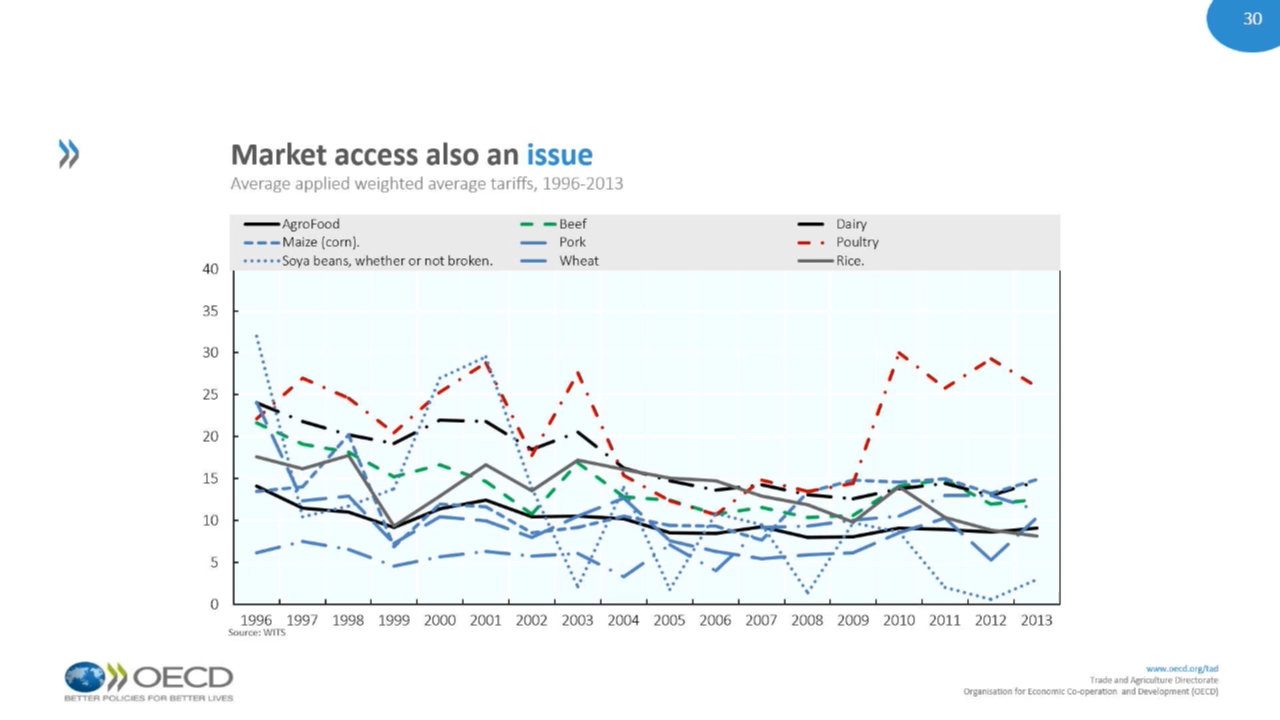 30
Market access also an issue
Average applied weighted average tariffs, 1996-2013
AgroFood Beef Dairy
Maize (corn). Pork Poultry
Soya beans, whether or not broken. Wheat Rice.
40
35
30
25
20
15
10
5
0
1996 1997 1998 1999 2000 2001 2002 2003 2004 2005 2006 2007 2008 2009 2010 2011 2012 2013
Source: WITS
OECD
BETTER POLICIES FOR BETTER LIVES
www.oecd.org/tad
Trade and Agriculture Directorate
Organisation for Economic Co-operation and Development (OECD)